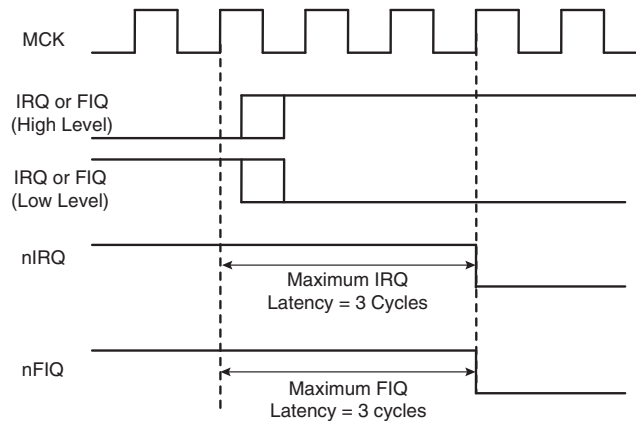 MCK
IRQ or FIQ
(High Level)
IRQ or FIQ
(Low Level)
nIRQ
Maximum IRQ
Latency = 3 Cycles
nFIQ
Maximum FIQ
Latency = 3 cycles